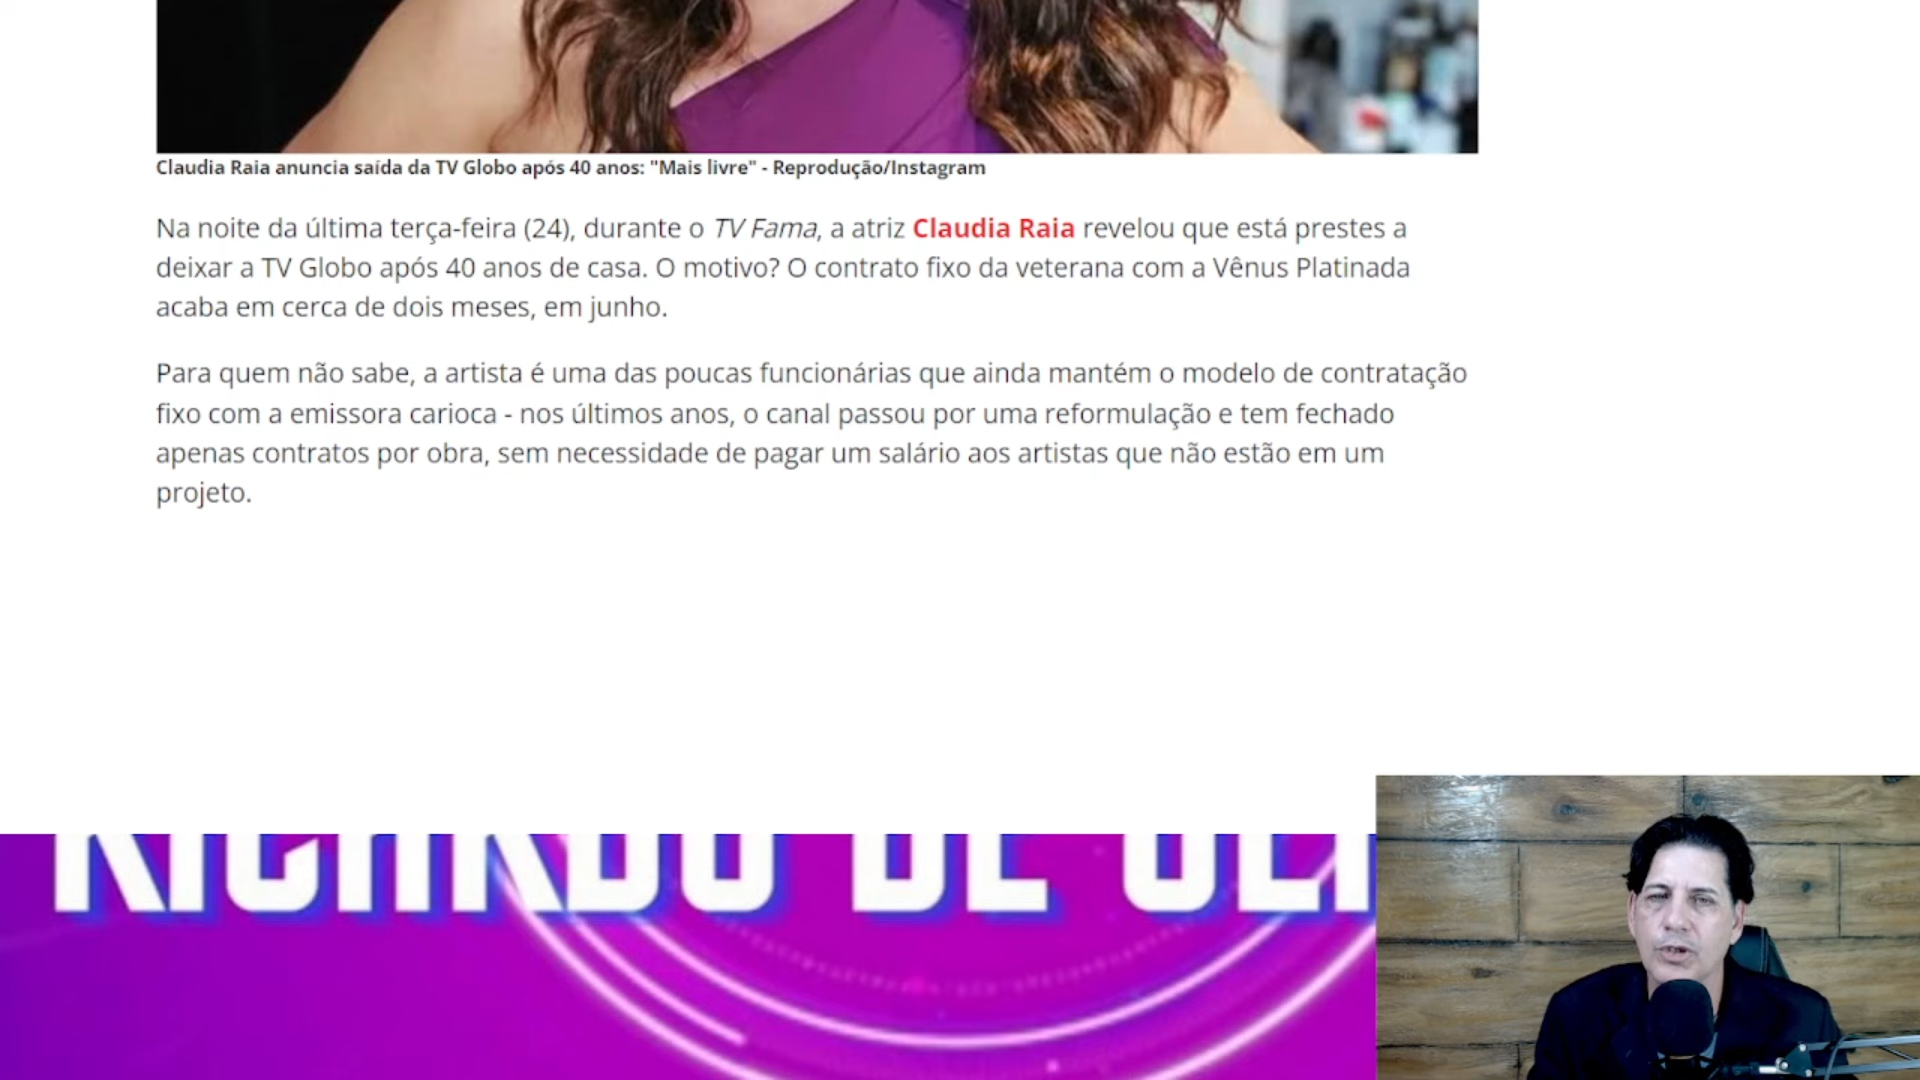 Claudia Raia anuncia saída da TV Globo após 40 anos: "Mais livre" - Reprodução/Instagram
Na noite da última terça-feira (24), durante o TV Fama, a atriz Claudia Raia revelou que está prestes a
deixar a TV Globo após 40 anos de casa. O motivo? O contrato fixo da veterana com a Vênus Platinada
acaba em cerca de dois meses, em junho.
Para quem não sabe, a artista é uma das poucas funcionárias que ainda mantém o modelo de contratação
fixo com a emissora carioca - nos últimos anos, o canal passou por uma reformulação e tem fechado
apenas contratos por obra, sem necessidade de pagar um salário aos artistas que não estão em um
projeto.
RICARDO DE